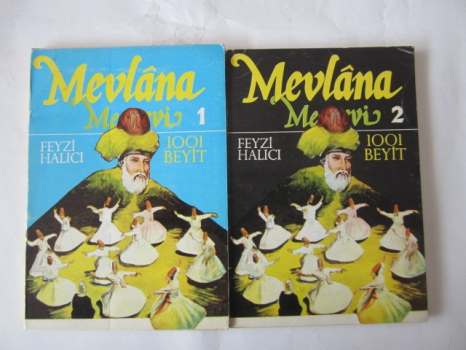 Mevlâna
Mesnevi 1
FEYZİ
HALICI
1001
BEYİT
Mevlâna
Mesnevi 2
FEYZİ
HALICI
1001
BEYİT